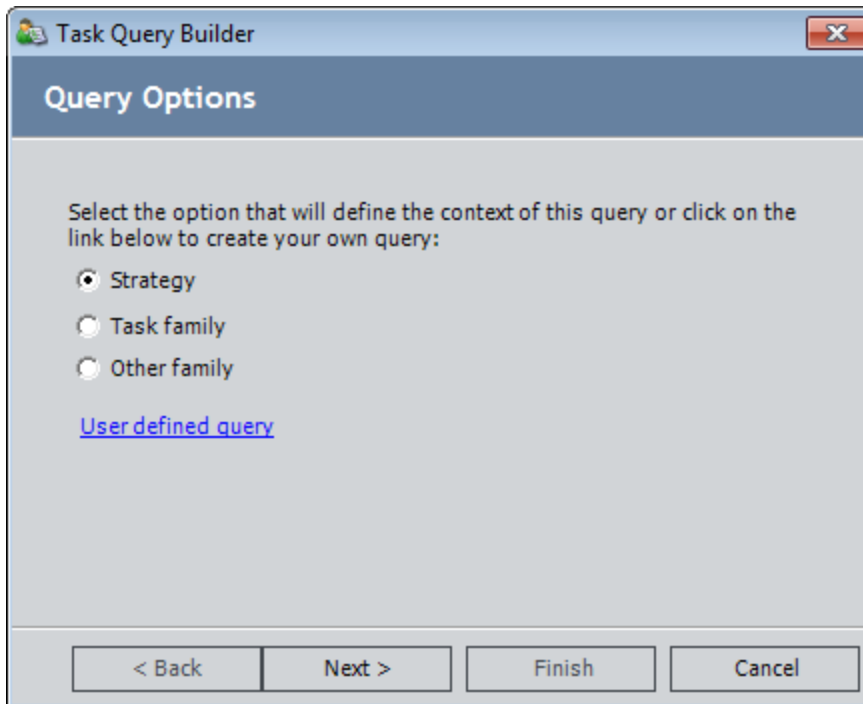 Task Query Builder
Query Options
Select the option that will define the context of this query or click on the
link below to create your own query:
Strategy
Task family
Other family
User defined query
< Back Next > Finish Cancel